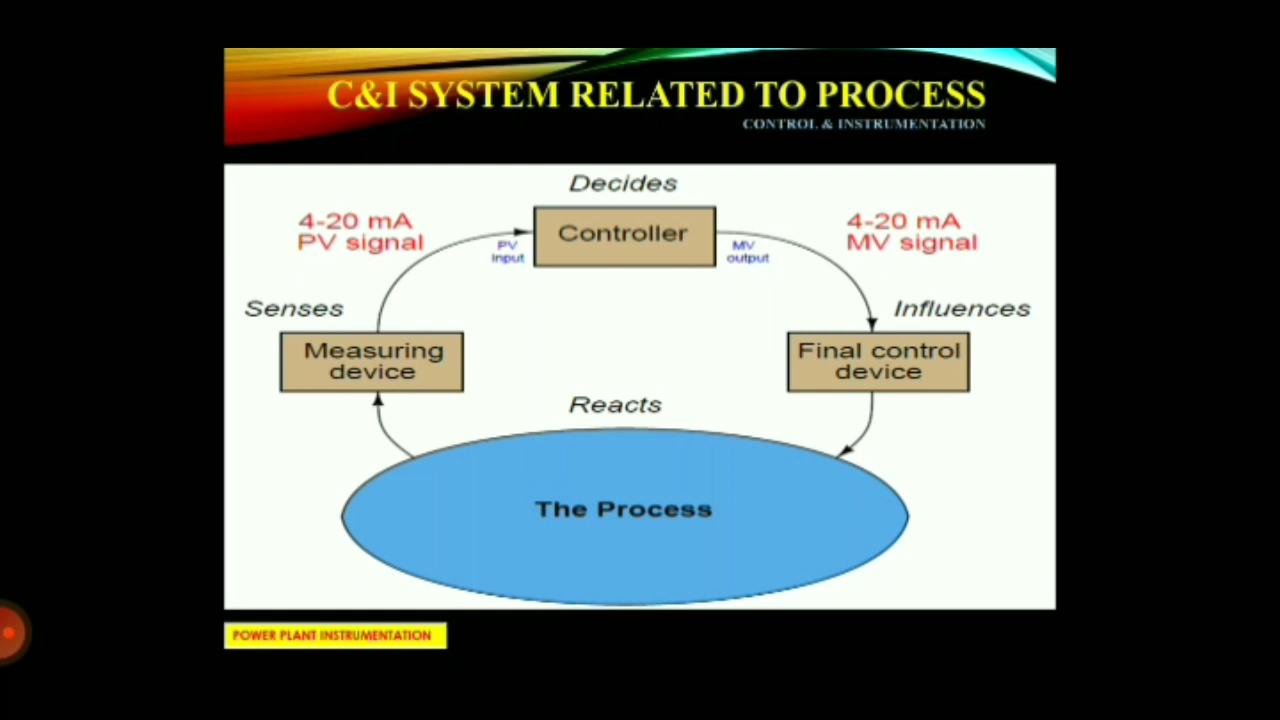 C&I SYSTEM RELATED TO PROCESS
CONTROL & INSTRUMENTATION
Decides
4-20 mA
PV signal
Controller
4-20 mA
MV signal
PV
input
MV
output
Senses
Influences
Measuring
device
Final control
device
Reacts
The Process
POWER PLANT INSTRUMENTATION